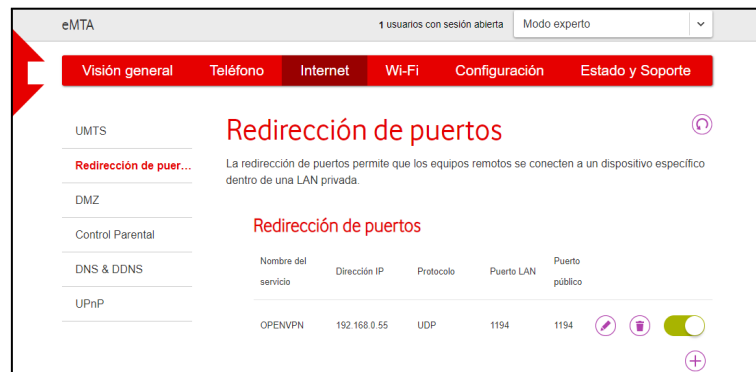 eMTA
1 usuarios con sesión abierta
Modo experto
Visión general Teléfono Internet Wi-Fi Configuración Estado y Soporte
UMTS
Redirección de puer...
DMZ
Control Parental
DNS & DDNS
UPnP
Redirección de puertos
La redirección de puertos permite que los equipos remotos se conecten a un dispositivo específico
dentro de una LAN privada.
Redirección de puertos
Nombre del servicio Dirección IP Protocolo Puerto LAN Puerto público
OPENVPN 192.168.0.55 UDP 1194 1194